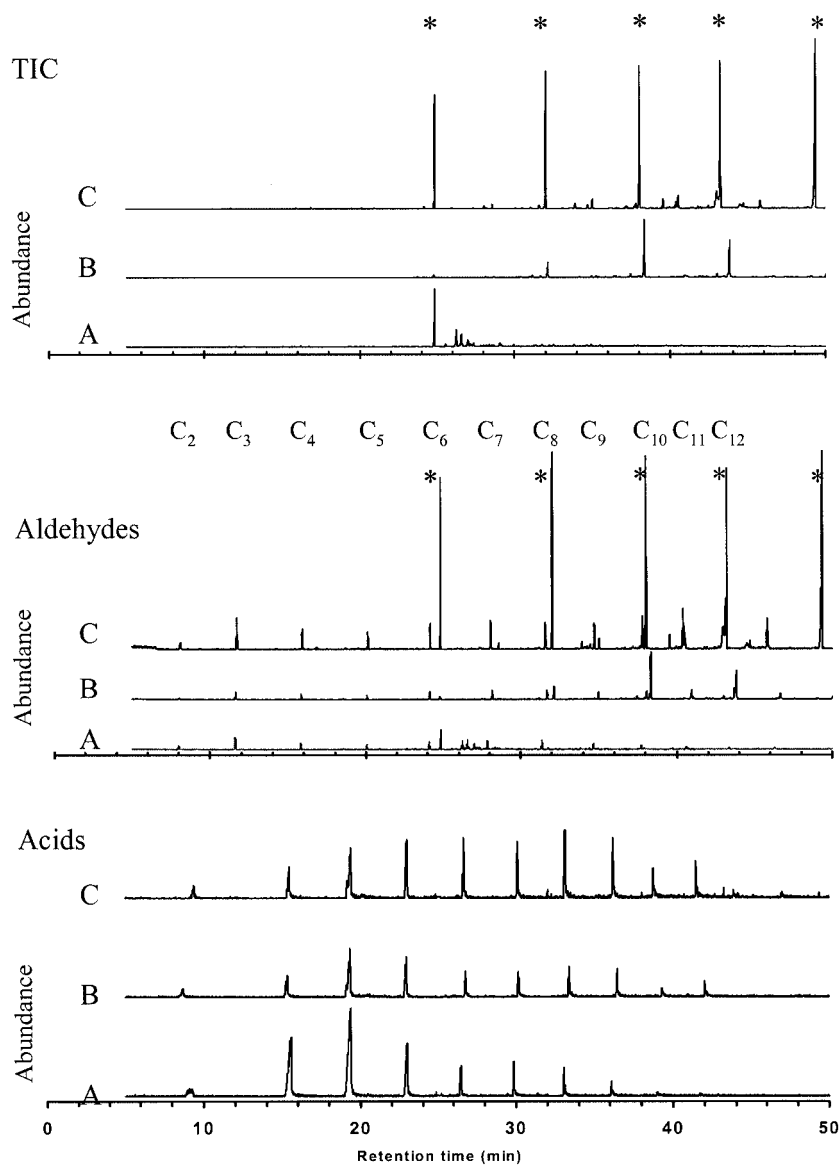 * * * * *
TIC
C
B
A
Abundance
C₂ C₃ C₄ C₅ C₆ C₇ C₈ C₉ C₁₀ C₁₁ C₁₂
* * * * *
Aldehydes
C
B
A
Abundance
Acids
C
B
A
Abundance
0 10 20 30 40 50
Retention time (min)